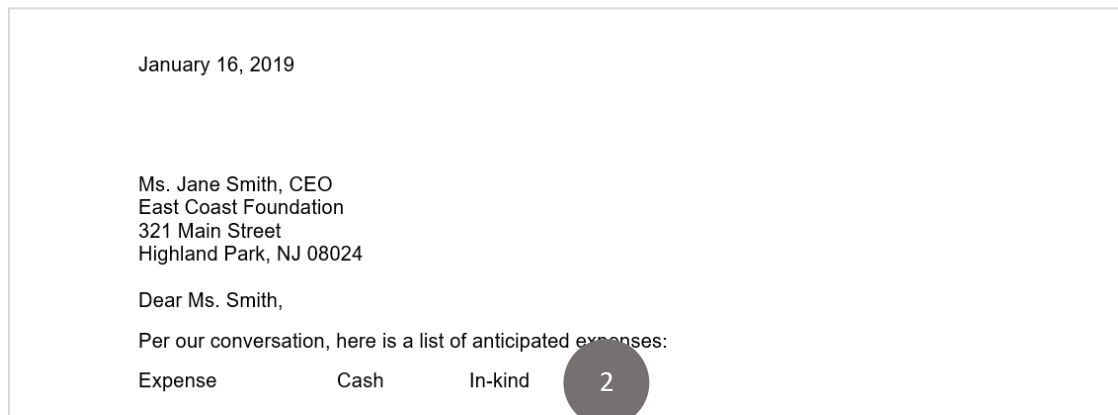 January 16, 2019
Ms. Jane Smith, CEO
East Coast Foundation
321 Main Street
Highland Park, NJ 08024
Dear Ms. Smith,
Per our conversation, here is a list of anticipated expenses:
Expense Cash In-kind 2